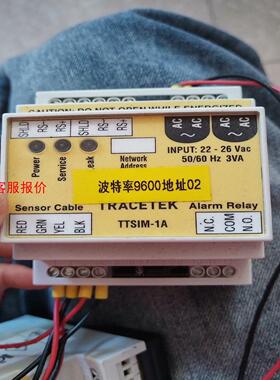 CAUTION: DO NOT OPEN WHILE ENERGIZED
SHLD
RS-
RS+
SHLD
RS-
RS+
AC
AC
AC
AC
Power
Service
Leak
Network
Address
INPUT: 22 - 26 Vac
50/60 Hz 3VA
客服报价
波特率9600地址02
Sensor Cable
TRACETEK
Alarm Relay
RED
GRN
YEL
BLK
TTSIM-1A
N.C.
COM
N.O.